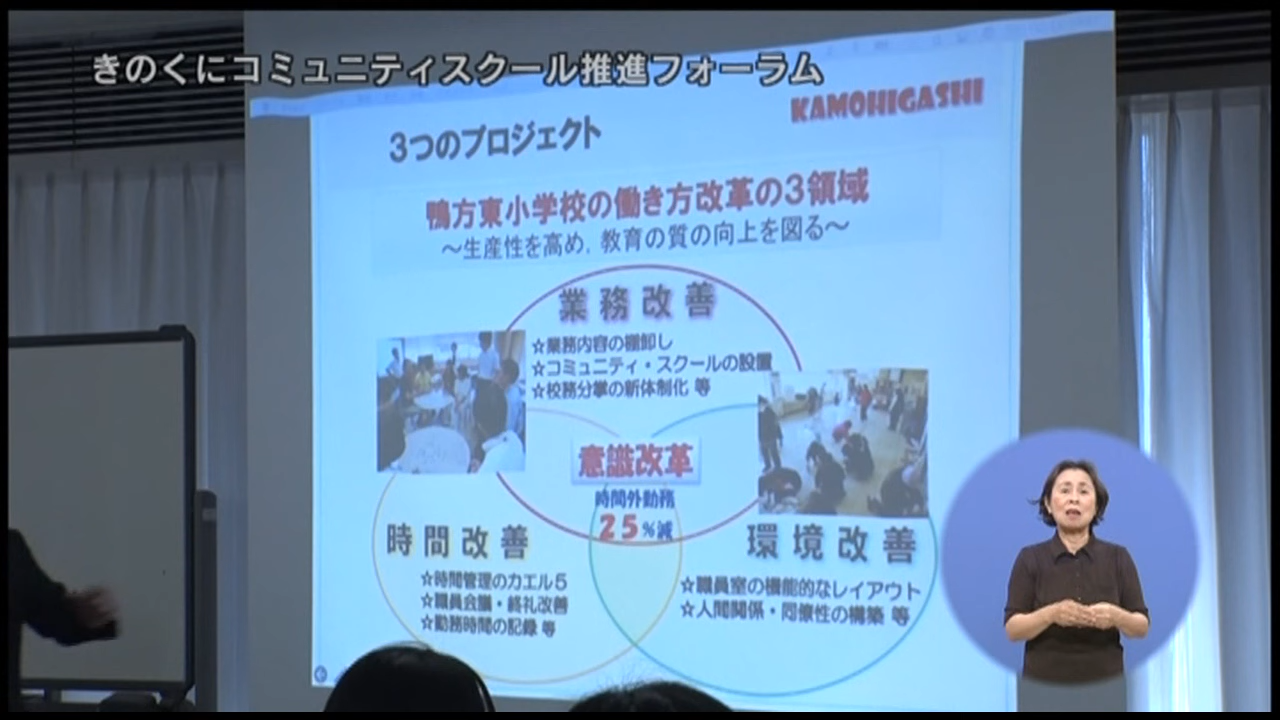 きのくにコミュニティスクール推進フォーラム
KAMOHIGASHI
3つのプロジェクト
鴨方東小学校の働き方改革の3領域
～生産性を高め，教育の質の向上を図る～
業務改善
☆業務内容の棚卸し
☆コミュニティ・スクールの設置
☆校務分掌の新体制化 等
意識改革
時間外勤務
25%減
時間改善
☆時間管理のカエル5
☆職員会議・終礼改善
☆勤務時間の記録 等
環境改善
☆職員室の機能的なレイアウト
☆人間関係・同僚性の構築 等